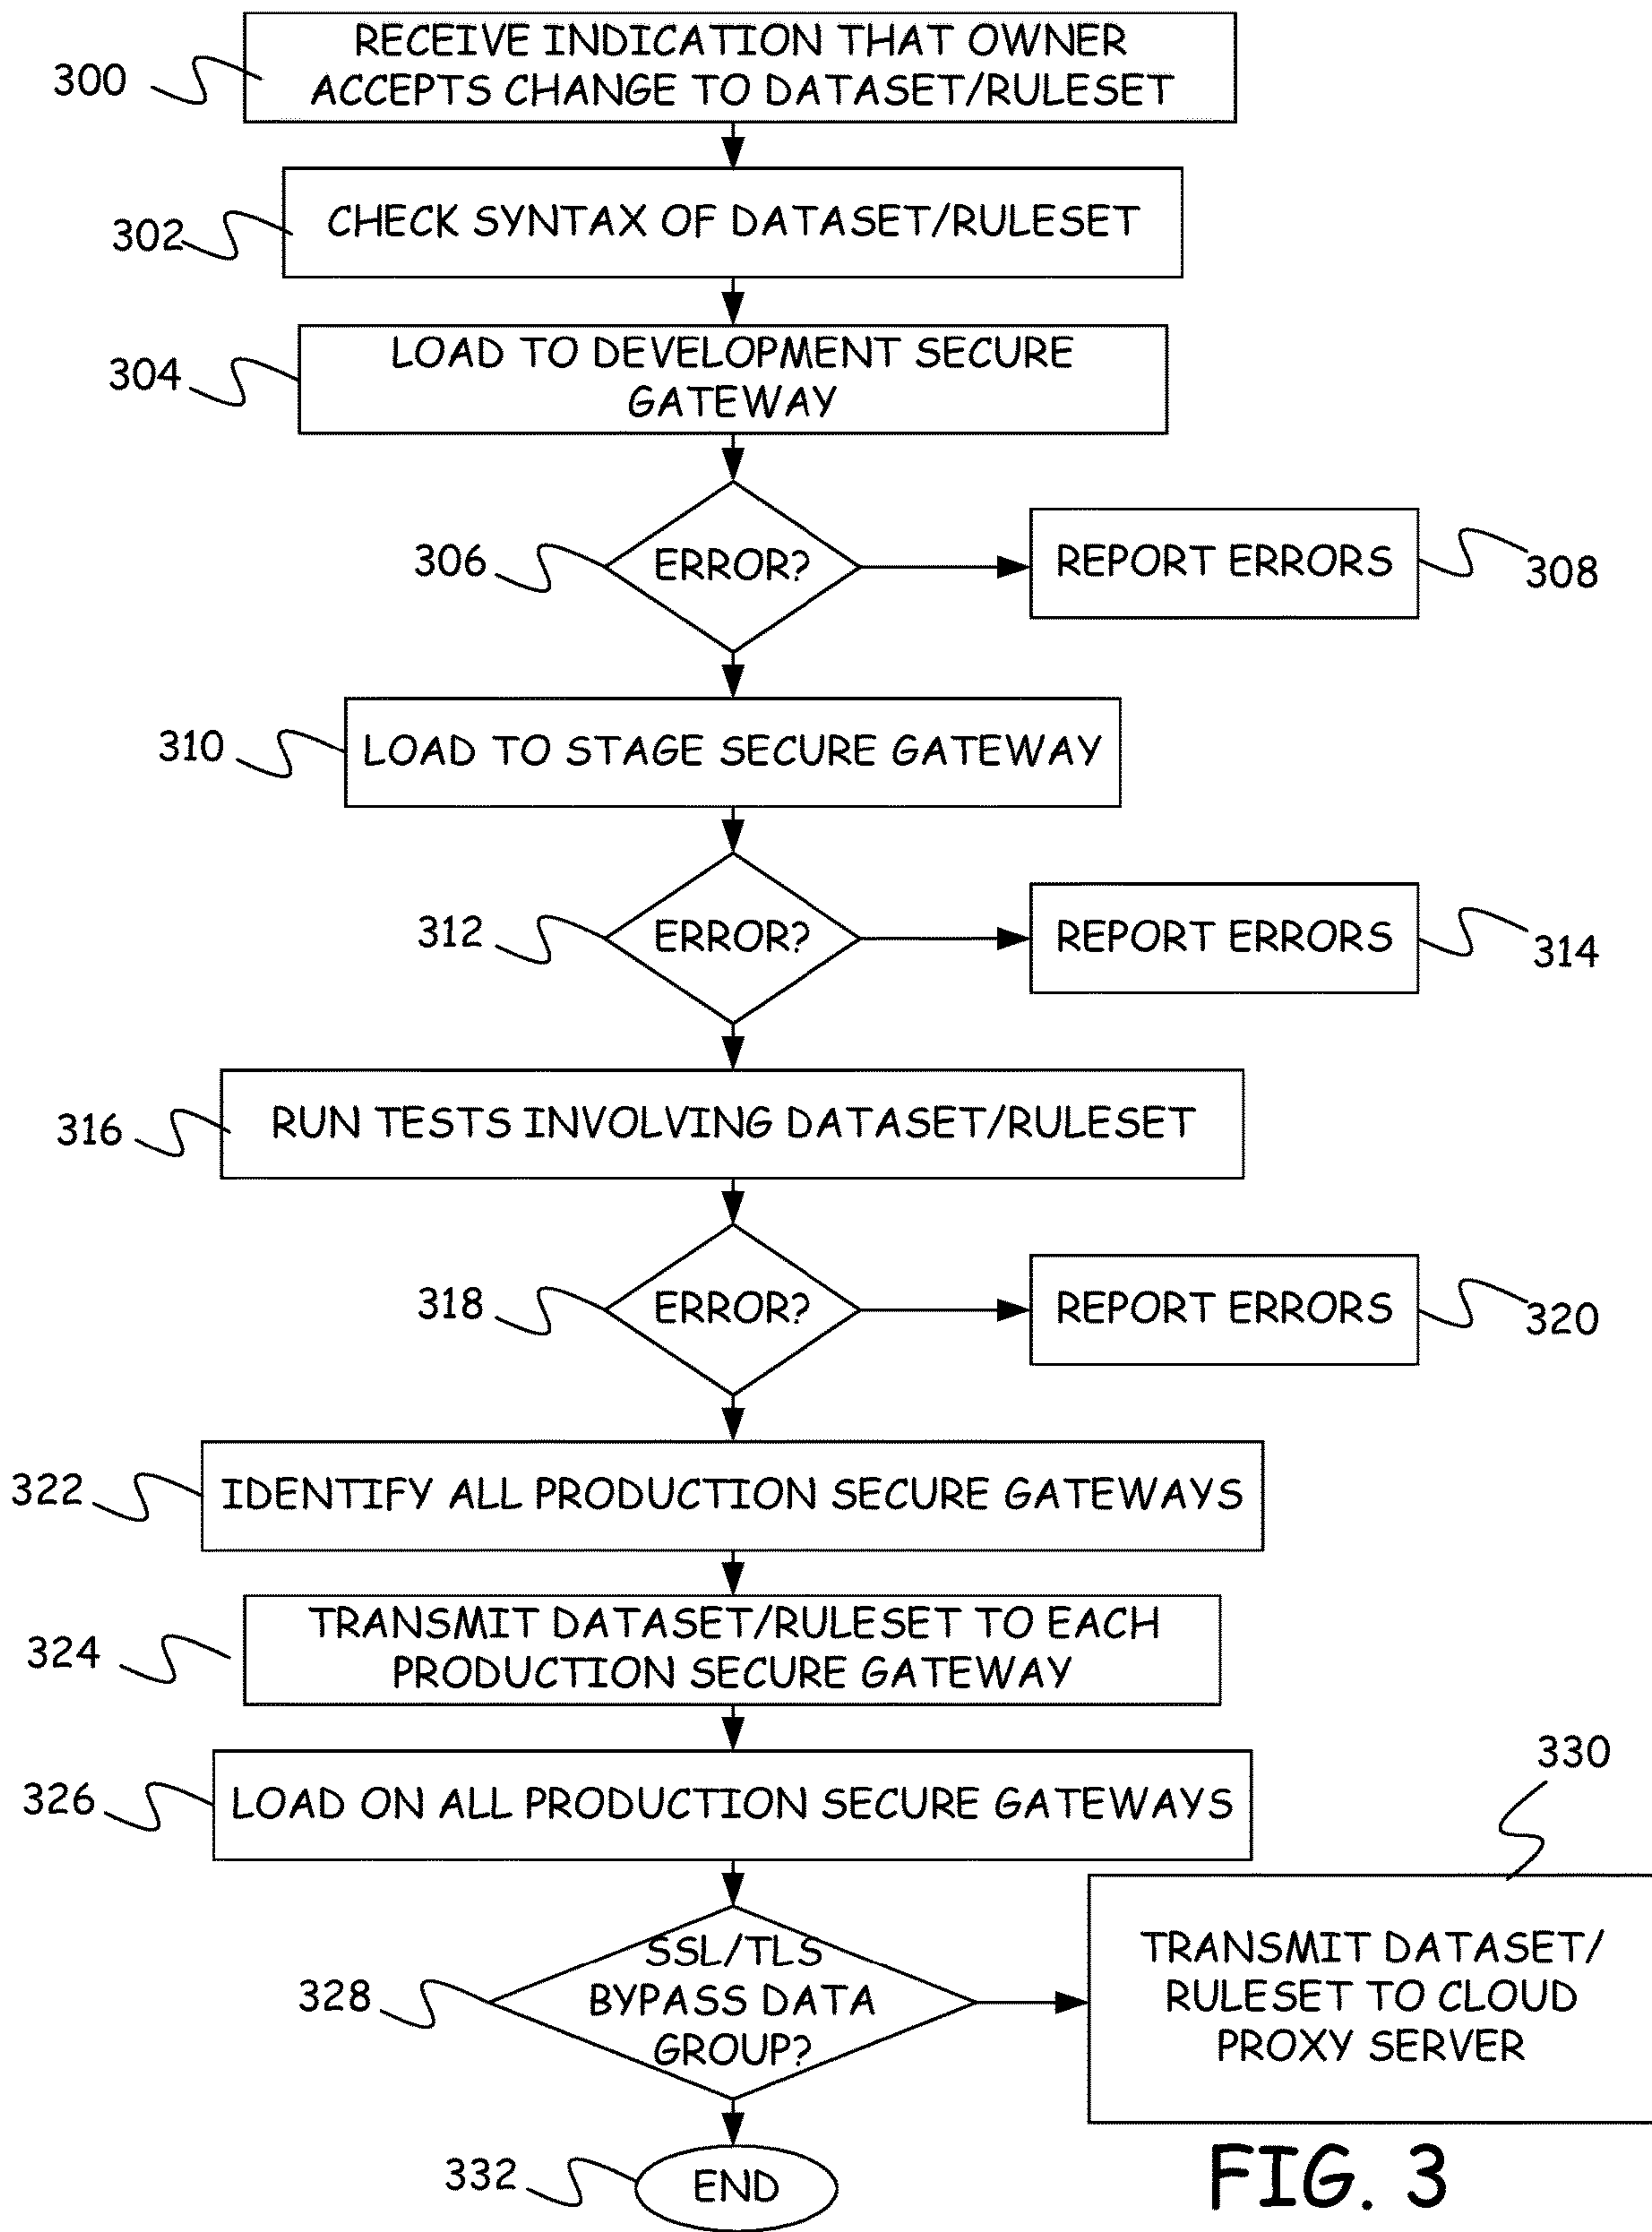 RECEIVE INDICATION THAT OWNER
ACCEPTS CHANGE TO DATASET/RULESET
300
CHECK SYNTAX OF DATASET/RULESET
302
LOAD TO DEVELOPMENT SECURE
GATEWAY
304
ERROR?
306
REPORT ERRORS
308
LOAD TO STAGE SECURE GATEWAY
310
ERROR?
312
REPORT ERRORS
314
RUN TESTS INVOLVING DATASET/RULESET
316
ERROR?
318
REPORT ERRORS
320
IDENTIFY ALL PRODUCTION SECURE GATEWAYS
322
TRANSMIT DATASET/RULESET TO EACH
PRODUCTION SECURE GATEWAY
324
LOAD ON ALL PRODUCTION SECURE GATEWAYS
326
SSL/TLS
BYPASS DATA
GROUP?
328
330
TRANSMIT DATASET/
RULESET TO CLOUD
PROXY SERVER
END
332
FIG. 3